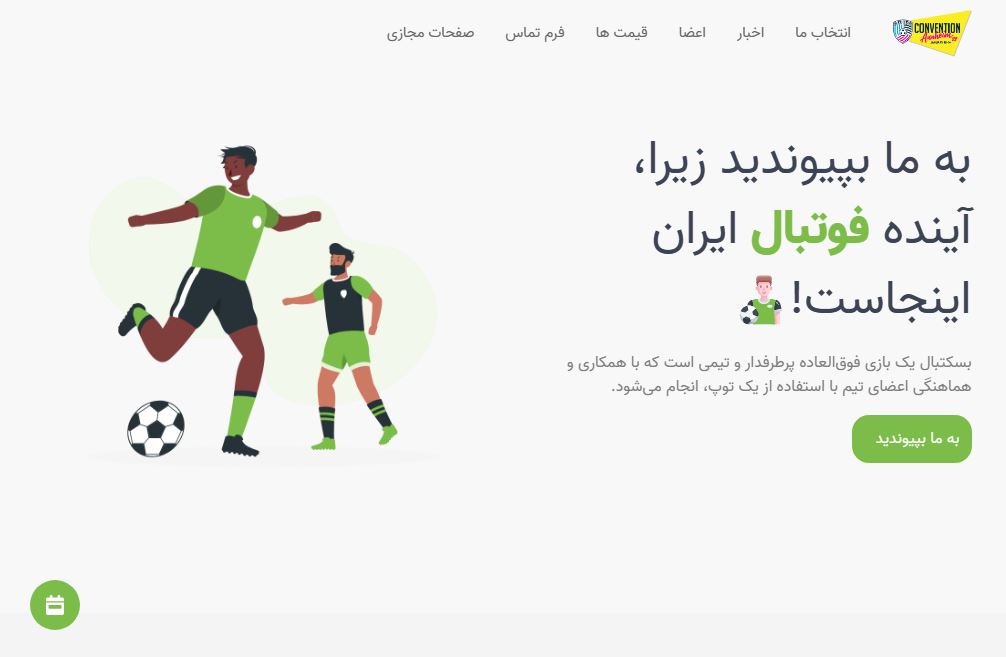 CONVENTION
Anaheim
انتخاب ما
اخبار
اعضا
قیمت ها
فرم تماس
صفحات مجازی
به ما بپیوندید زیرا،
آینده فوتبال ایران
اینجاست!
بسکتبال یک بازی فوق‌العاده پرطرفدار و تیمی است که با همکاری و
هماهنگی اعضای تیم با استفاده از یک توپ، انجام می‌شود.
به ما بپیوندید